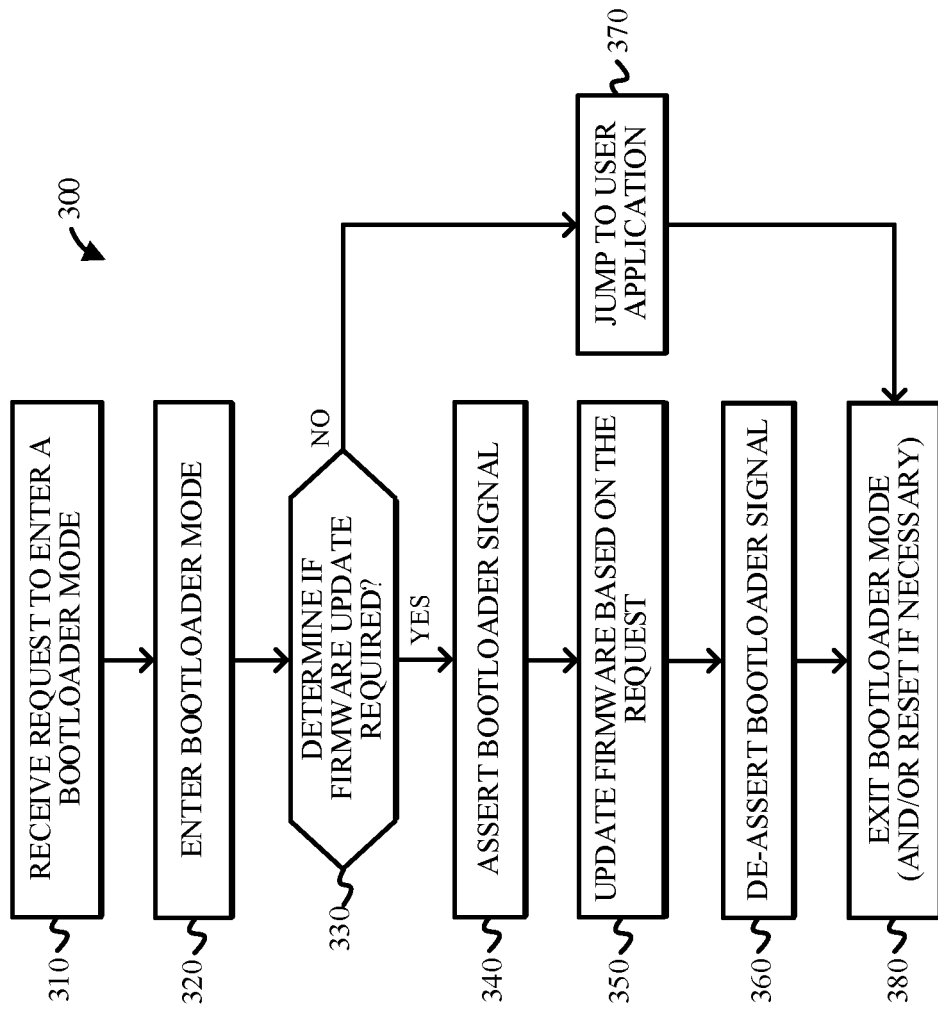 300
310
RECEIVE REQUEST TO ENTER A
BOOTLOADER MODE
320
ENTER BOOTLOADER MODE
330
DETERMINE IF
FIRMWARE UPDATE
REQUIRED?
NO
YES
340
ASSERT BOOTLOADER SIGNAL
350
UPDATE FIRMWARE BASED ON THE
REQUEST
370
JUMP TO USER
APPLICATION
360
DE-ASSERT BOOTLOADER SIGNAL
380
EXIT BOOTLOADER MODE
(AND/OR RESET IF NECESSARY)